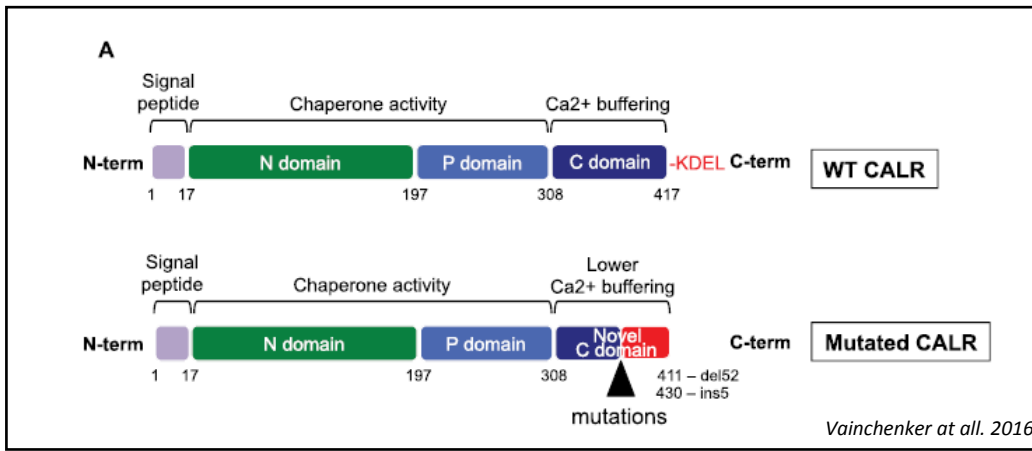 A
Signal
peptide
Chaperone activity
Ca2+ buffering
N-term
N domain
P domain
C domain
-KDEL
C-term
WT CALR
1
17
197
308
417
Signal
peptide
Chaperone activity
Lower
Ca2+ buffering
N-term
N domain
P domain
Novel
C domain
C-term
Mutated CALR
1
17
197
308
411 – del52
430 – ins5
mutations
Vainchenker at all. 2016